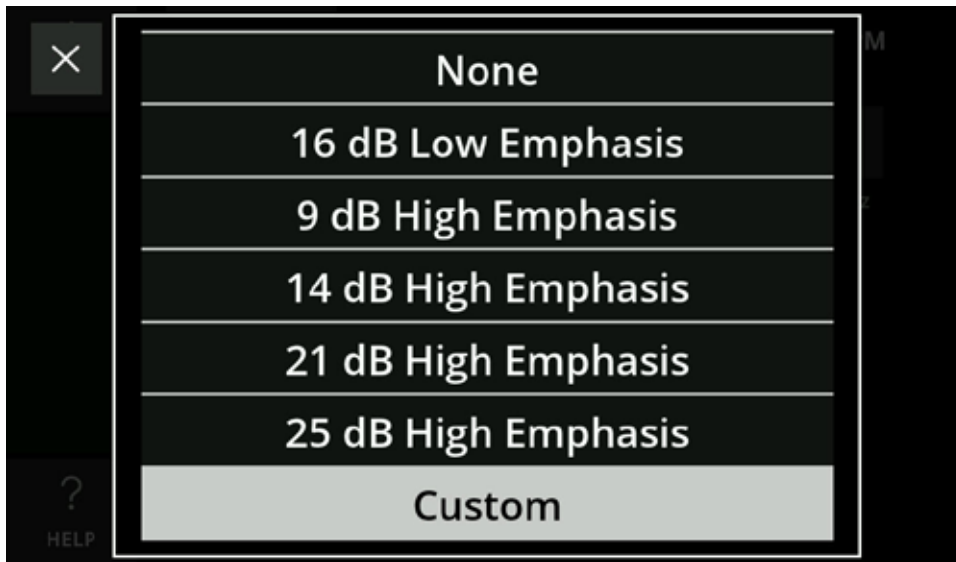 M
None
16 dB Low Emphasis
9 dB High Emphasis
z
14 dB High Emphasis
21 dB High Emphasis
25 dB High Emphasis
Custom
?
HELP